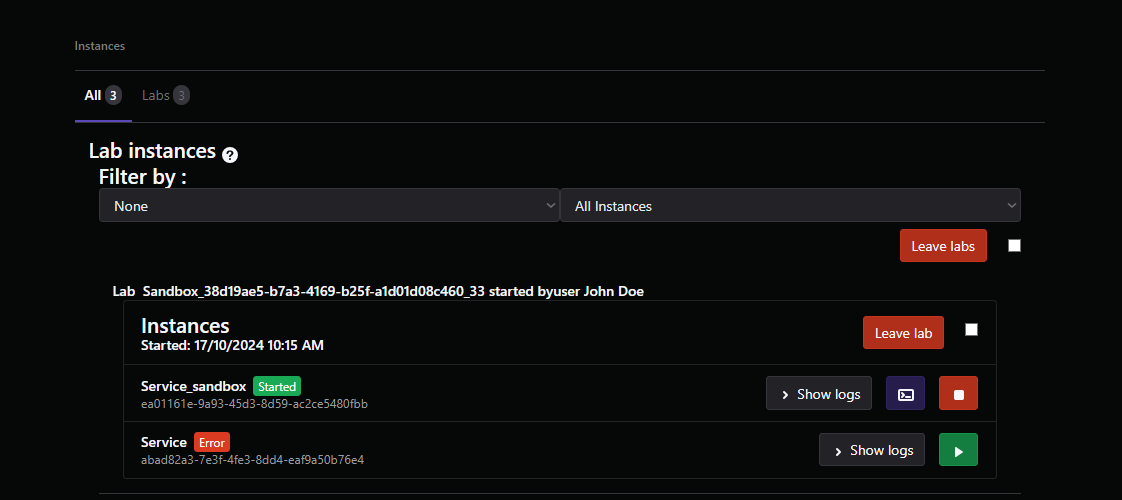 Instances
All 3 Labs 3
Lab instances ?
Filter by :
None All Instances
Leave labs
Lab Sandbox_38d19ae5-b7a3-4169-b25f-a1d01d08c460_33 started byuser John Doe
Instances
Started: 17/10/2024 10:15 AM
Leave lab
Service_sandbox Started
ea01161e-9a93-45d3-8d59-ac2ce5480fbb
Show logs
Service Error
abad82a3-7e3f-4fe3-8dd4-eaf9a50b76e4
Show logs